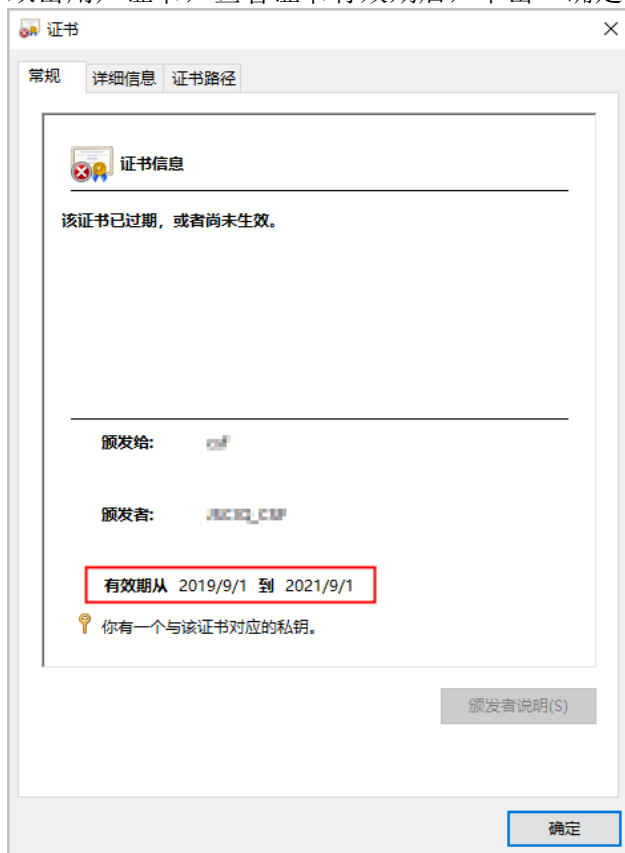 证书
常规 详细信息 证书路径
证书信息
该证书已过期，或者尚未生效。
颁发给:
颁发者:
有效期从 2019/9/1 到 2021/9/1
你有一个与该证书对应的私钥。
颁发者说明(S)
确定